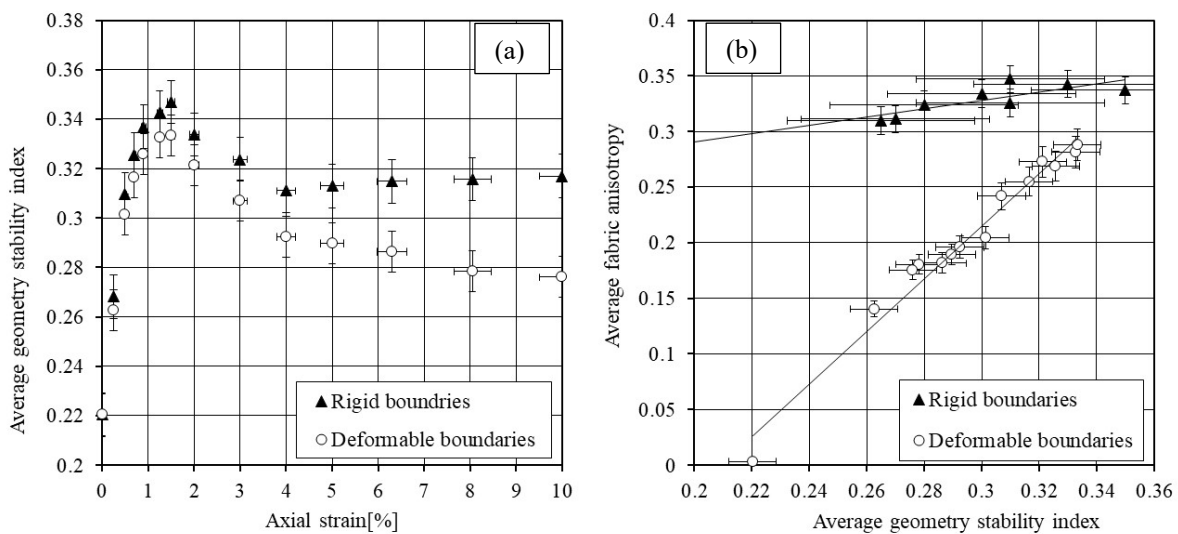 (a)
Average geometry stability index
0.38
0.36
0.34
0.32
0.3
0.28
0.26
0.24
0.22
0.2
0 1 2 3 4 5 6 7 8 9 10
Axial strain[%]
Rigid boundries
Deformable boundaries
(b)
Average fabric anisotropy
0.4
0.35
0.3
0.25
0.2
0.15
0.1
0.05
0
0.2 0.22 0.24 0.26 0.28 0.3 0.32 0.34 0.36
Average geometry stability index
Rigid boundaries
Deformable boundaries